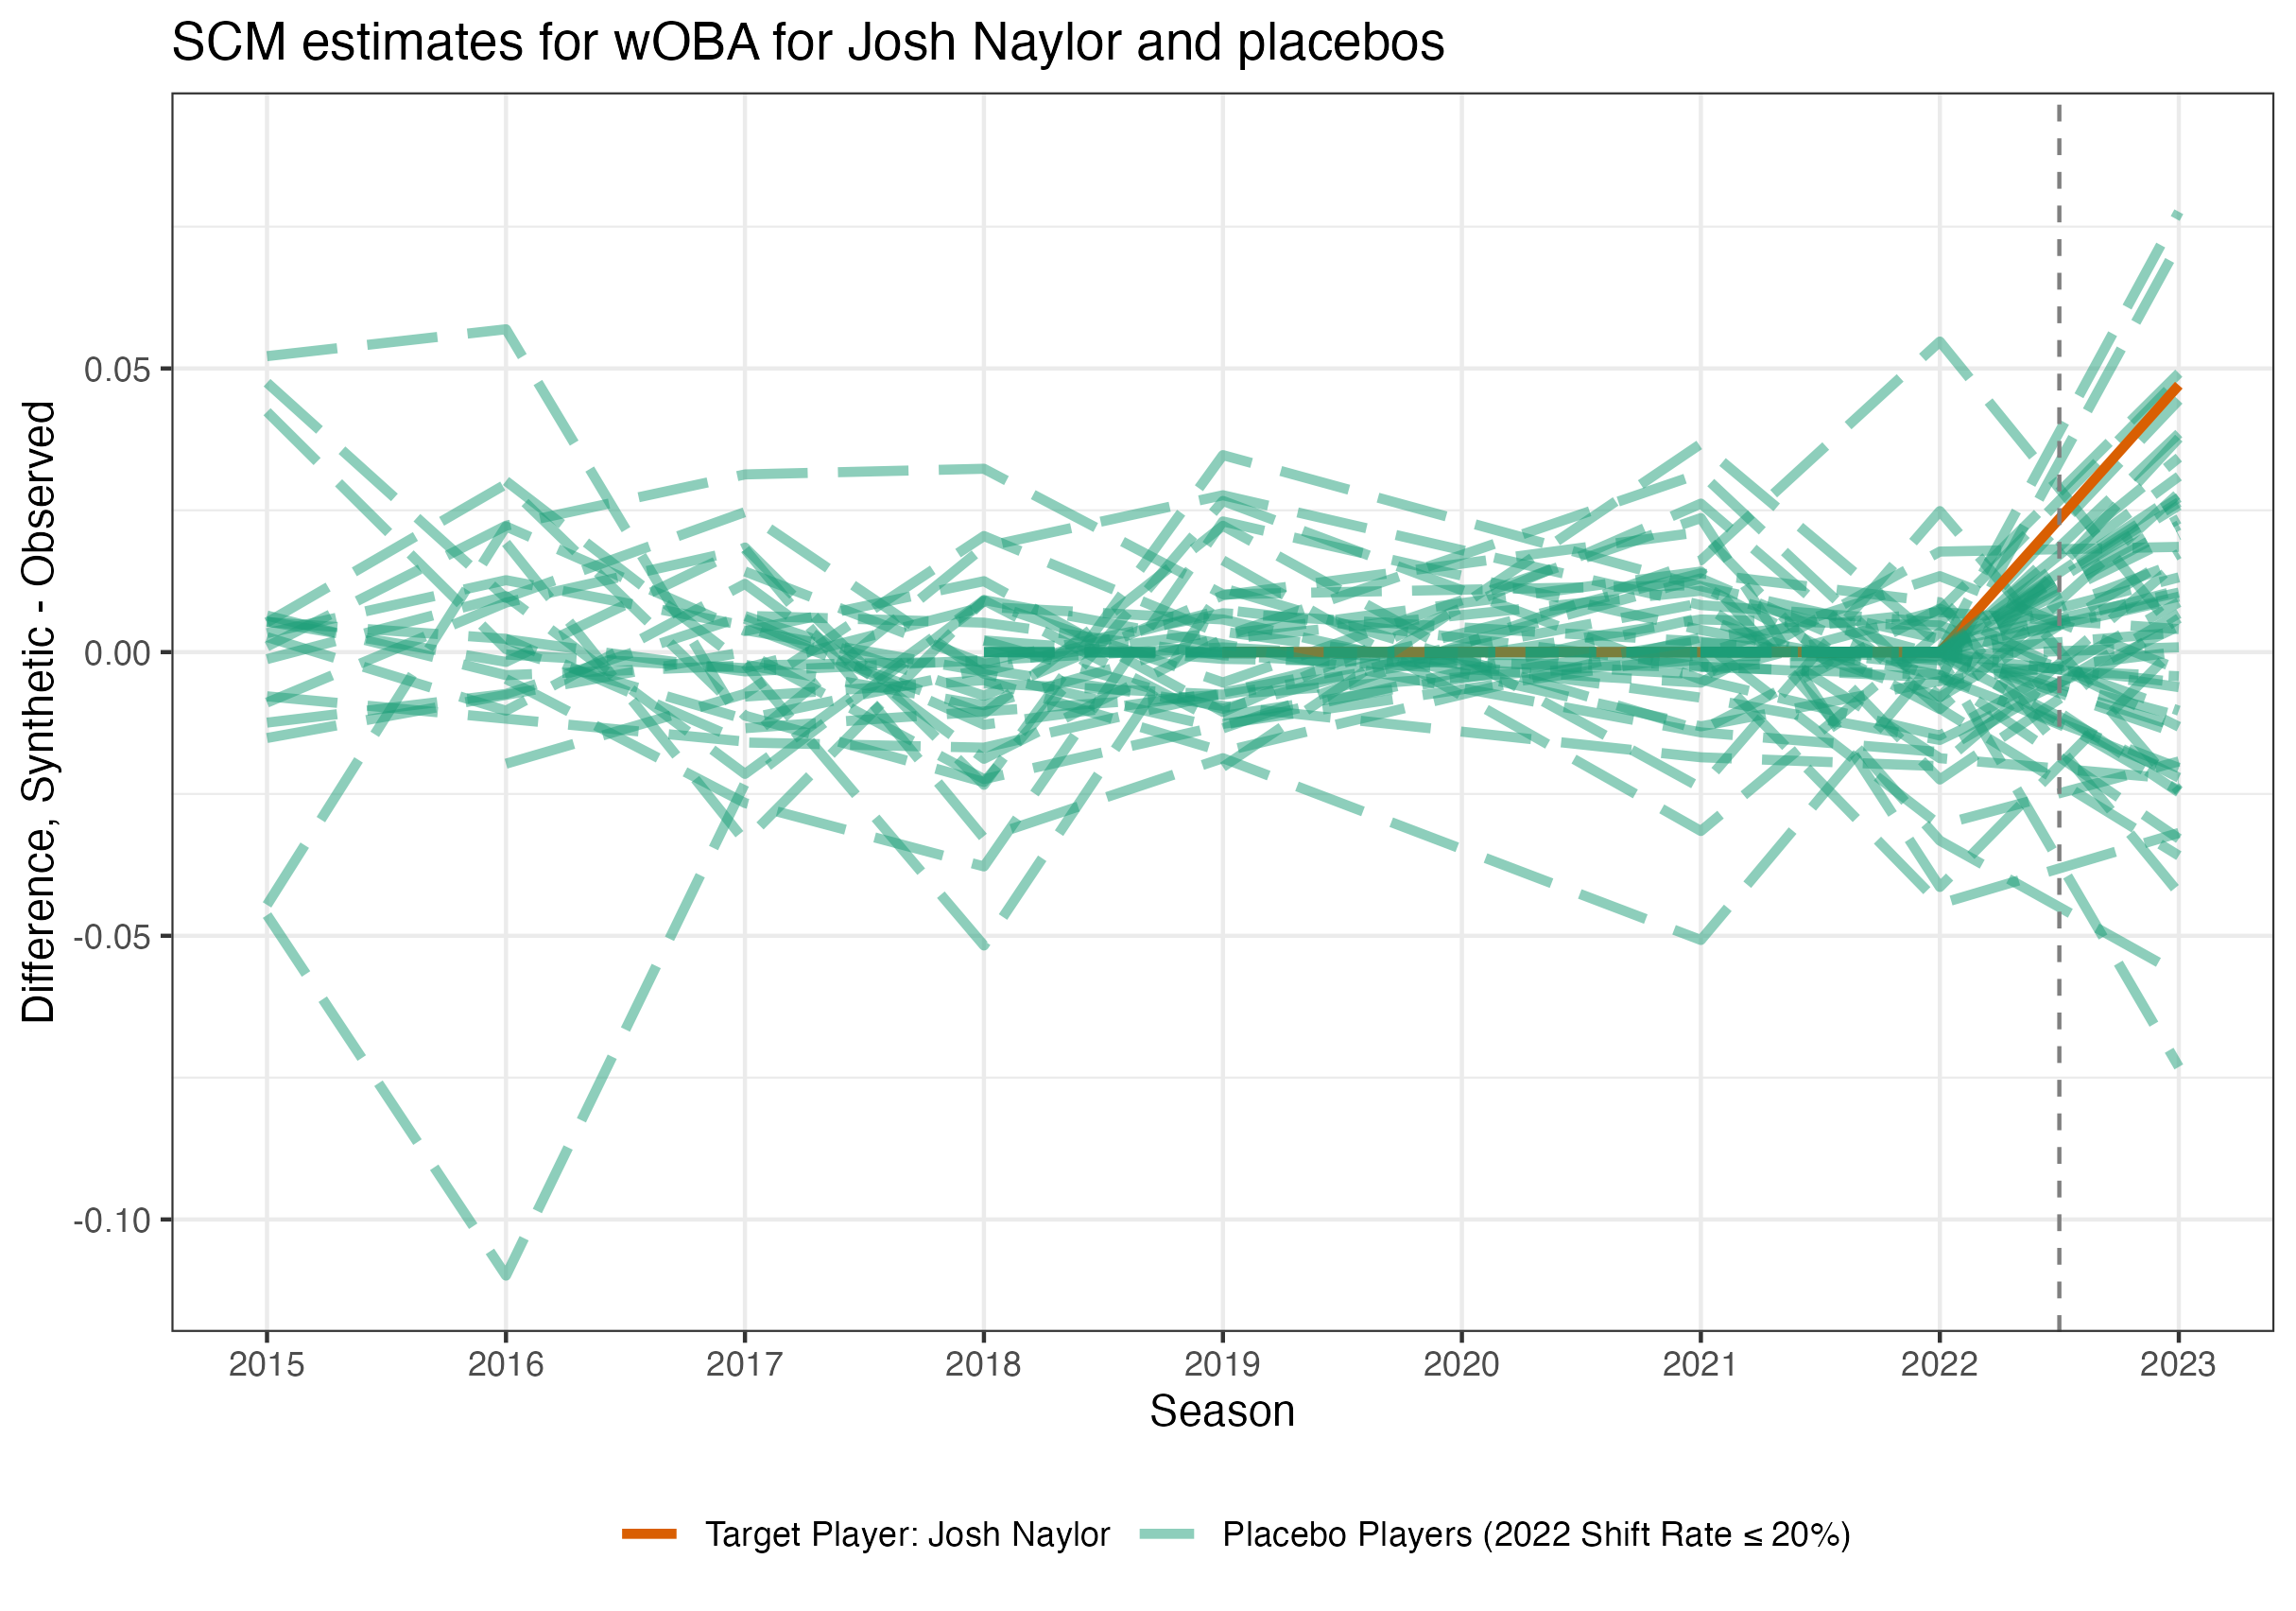 SCM estimates for wOBA for Josh Naylor and placebos
Difference, Synthetic - Observed
0.05
0.00
-0.05
-0.10
2015 2016 2017 2018 2019 2020 2021 2022 2023
Season
Target Player: Josh Naylor Placebo Players (2022 Shift Rate ≤ 20%)